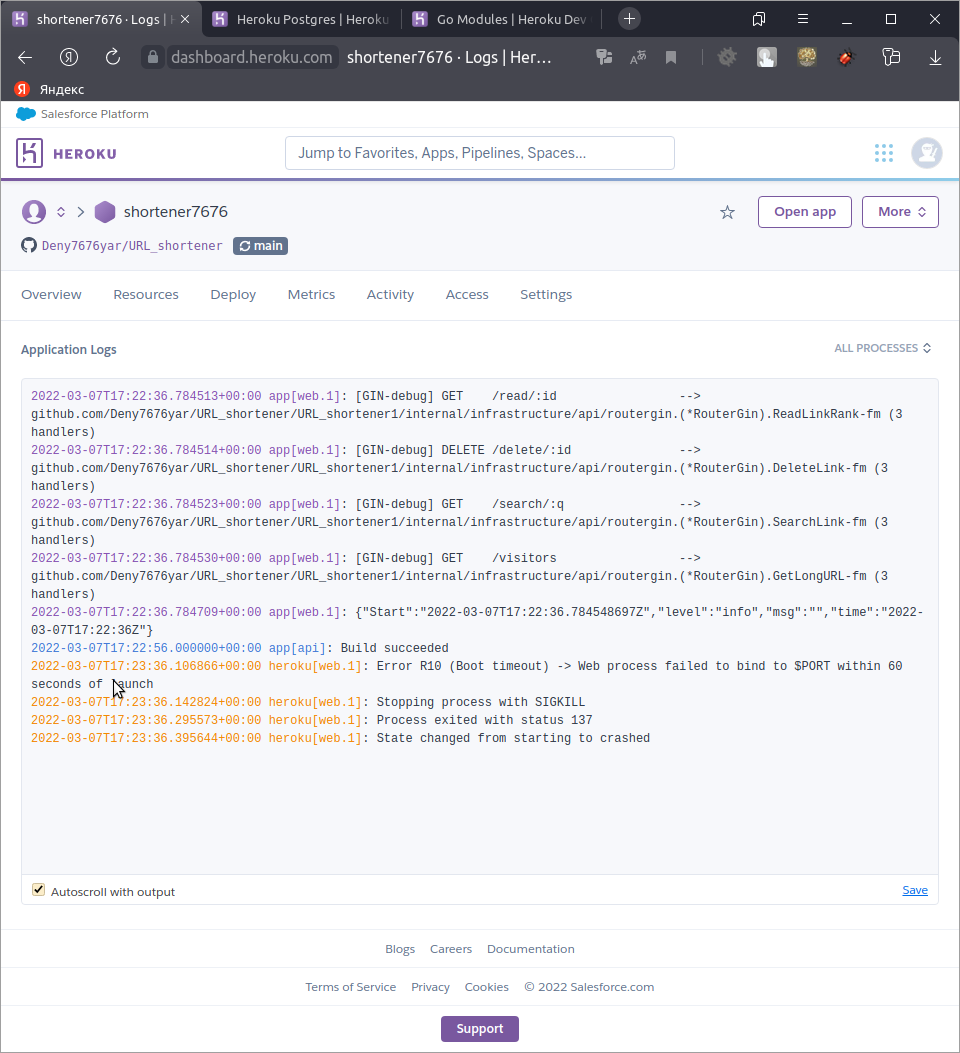 shortener7676 · Logs |
Heroku Postgres | Heroku
Go Modules | Heroku Dev
dashboard.heroku.com
shortener7676 · Logs | Her...
Яндекс
Salesforce Platform
HEROKU
Jump to Favorites, Apps, Pipelines, Spaces...
shortener7676
Open app
More
Deny7676yar/URL_shortener
main
Overview
Resources
Deploy
Metrics
Activity
Access
Settings
Application Logs
ALL PROCESSES
2022-03-07T17:22:36.784513+00:00 app[web.1]: [GIN-debug] GET    /read/:id                 -->
github.com/Deny7676yar/URL_shortener/URL_shortener1/internal/infrastructure/api/routergin.(*RouterGin).ReadLinkRank-fm (3
handlers)
2022-03-07T17:22:36.784514+00:00 app[web.1]: [GIN-debug] DELETE /delete/:id               -->
github.com/Deny7676yar/URL_shortener/URL_shortener1/internal/infrastructure/api/routergin.(*RouterGin).DeleteLink-fm (3
handlers)
2022-03-07T17:22:36.784523+00:00 app[web.1]: [GIN-debug] GET    /search/:q                -->
github.com/Deny7676yar/URL_shortener/URL_shortener1/internal/infrastructure/api/routergin.(*RouterGin).SearchLink-fm (3
handlers)
2022-03-07T17:22:36.784530+00:00 app[web.1]: [GIN-debug] GET    /visitors                 -->
github.com/Deny7676yar/URL_shortener/URL_shortener1/internal/infrastructure/api/routergin.(*RouterGin).GetLongURL-fm (3
handlers)
2022-03-07T17:22:36.784709+00:00 app[web.1]: {"Start":"2022-03-07T17:22:36.784548697Z","level":"info","msg":"","time":"2022-
03-07T17:22:36Z"}
2022-03-07T17:22:56.000000+00:00 app[api]: Build succeeded
2022-03-07T17:23:36.106866+00:00 heroku[web.1]: Error R10 (Boot timeout) -> Web process failed to bind to $PORT within 60
seconds of launch
2022-03-07T17:23:36.142824+00:00 heroku[web.1]: Stopping process with SIGKILL
2022-03-07T17:23:36.295573+00:00 heroku[web.1]: Process exited with status 137
2022-03-07T17:23:36.395644+00:00 heroku[web.1]: State changed from starting to crashed
Autoscroll with output
Save
Blogs
Careers
Documentation
Terms of Service
Privacy
Cookies
© 2022 Salesforce.com
Support